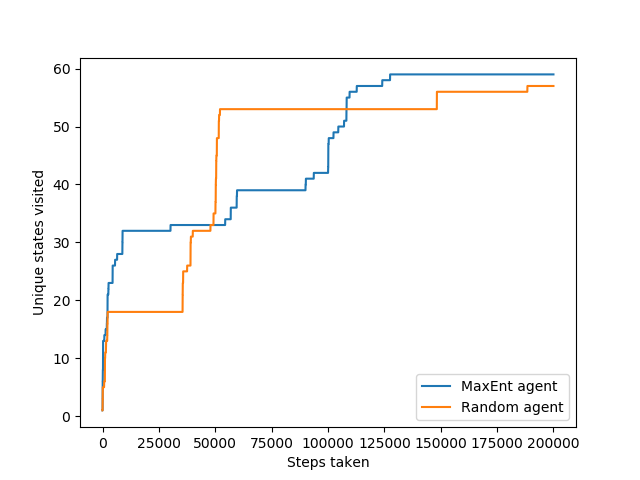 60
50
40
30
20
10
0
Unique states visited
MaxEnt agent
Random agent
0 25000 50000 75000 100000 125000 150000 175000 200000
Steps taken